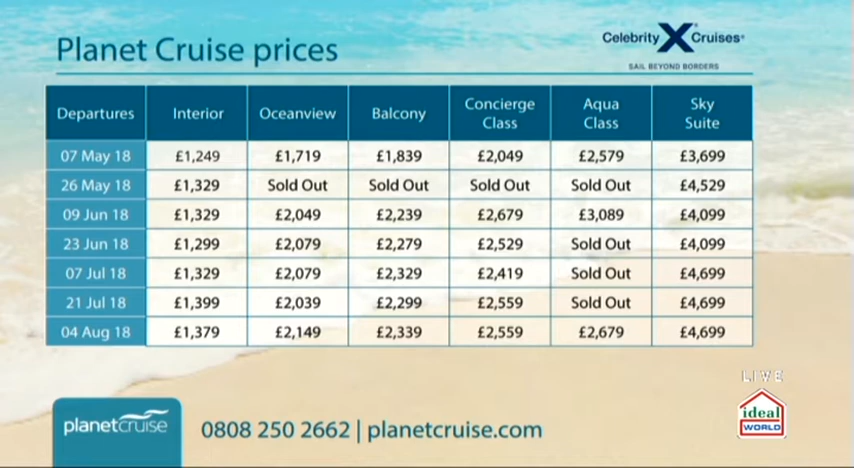 Planet Cruise prices
Celebrity X Cruises®
SAIL BEYOND BORDERS
Departures Interior Oceanview Balcony Concierge Class Aqua Class Sky Suite
07 May 18 £1,249 £1,719 £1,839 £2,049 £2,579 £3,699
26 May 18 £1,329 Sold Out Sold Out Sold Out Sold Out £4,529
09 Jun 18 £1,329 £2,049 £2,239 £2,679 £3,089 £4,099
23 Jun 18 £1,299 £2,079 £2,279 £2,529 Sold Out £4,099
07 Jul 18 £1,329 £2,079 £2,329 £2,419 Sold Out £4,699
21 Jul 18 £1,399 £2,039 £2,299 £2,559 Sold Out £4,699
04 Aug 18 £1,379 £2,149 £2,339 £2,559 £2,679 £4,699
LIVE
ideal
WORLD
planetcruise
0808 250 2662 | planetcruise.com